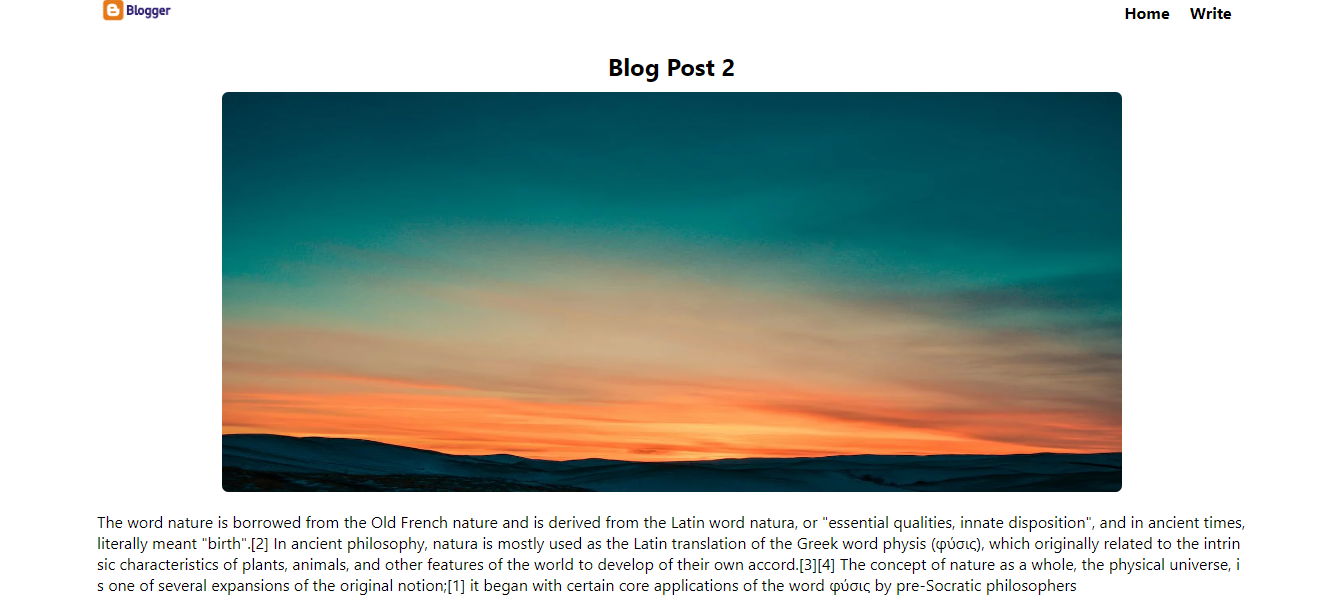 Blogger
Home Write
Blog Post 2
The word nature is borrowed from the Old French nature and is derived from the Latin word natura, or "essential qualities, innate disposition", and in ancient times,
literally meant "birth".[2] In ancient philosophy, natura is mostly used as the Latin translation of the Greek word physis (φύσις), which originally related to the intrin
sic characteristics of plants, animals, and other features of the world to develop of their own accord.[3][4] The concept of nature as a whole, the physical universe, i
s one of several expansions of the original notion;[1] it began with certain core applications of the word φύσις by pre-Socratic philosophers